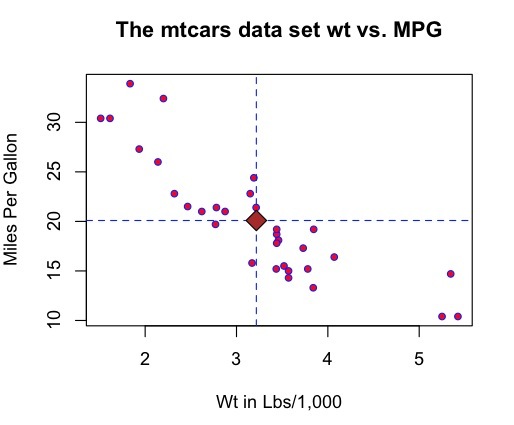 The mtcars data set wt vs. MPG
Miles Per Gallon
30
25
20
15
10
2 3 4 5
Wt in Lbs/1,000